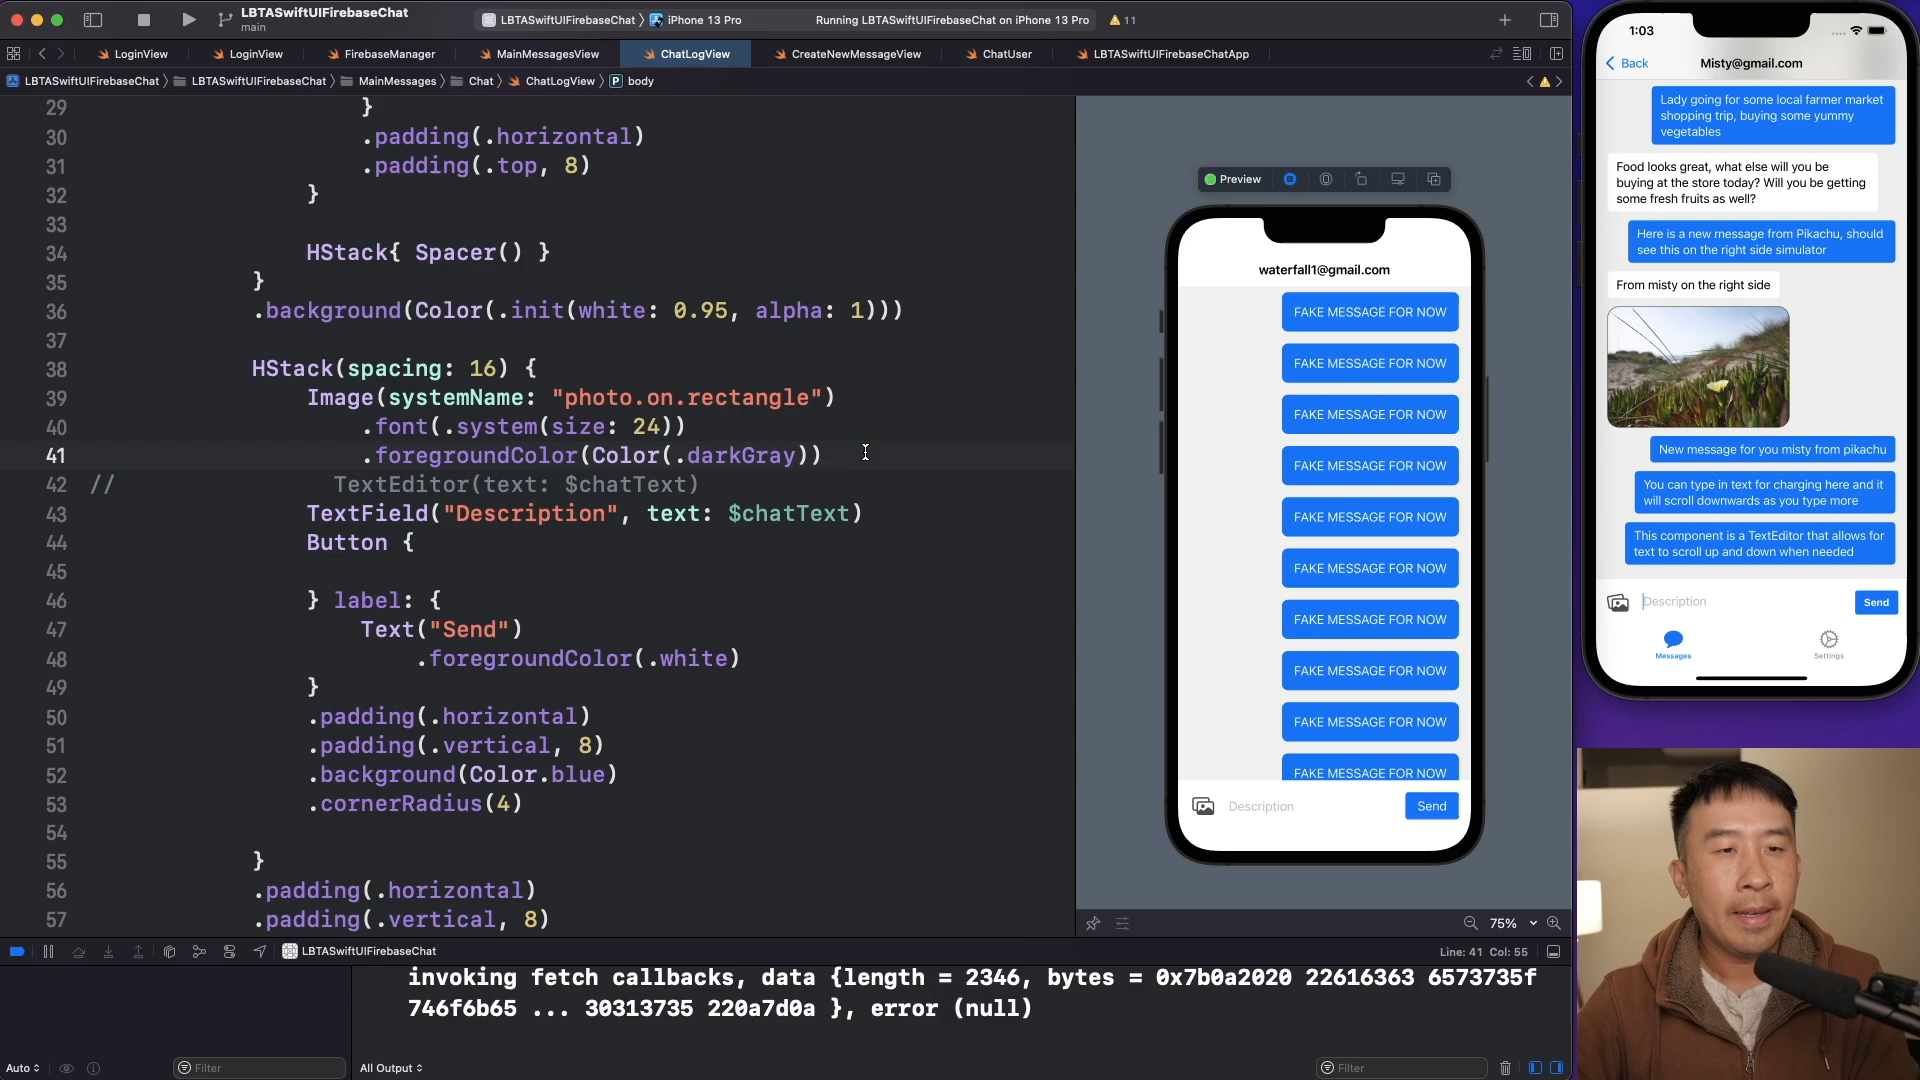 LBTASwiftUIFirebaseChat
main
LBTASwiftUIFirebaseChat
iPhone 13 Pro
Running LBTASwiftUIFirebaseChat on iPhone 13 Pro
11
LoginView
LoginView
FirebaseManager
MainMessagesView
ChatLogView
CreateNewMessageView
ChatUser
LBTASwiftUIFirebaseChatApp
LBTASwiftUIFirebaseChat
LBTASwiftUIFirebaseChat
MainMessages
Chat
ChatLogView
P body
29 }
30 .padding(.horizontal)
31 .padding(.top, 8)
32 }
33
34 HStack{ Spacer() }
35 }
36 .background(Color(.init(white: 0.95, alpha: 1)))
37
38 HStack(spacing: 16) {
39 Image(systemName: "photo.on.rectangle")
40 .font(.system(size: 24))
41 .foregroundColor(Color(.darkGray))
42 // TextEditor(text: $chatText)
43 TextField("Description", text: $chatText)
44 Button {
45
46 } label: {
47 Text("Send")
48 .foregroundColor(.white)
49 }
50 .padding(.horizontal)
51 .padding(.vertical, 8)
52 .background(Color.blue)
53 .cornerRadius(4)
54
55 }
56 .padding(.horizontal)
57 .padding(.vertical, 8)
Preview
waterfall1@gmail.com
FAKE MESSAGE FOR NOW
FAKE MESSAGE FOR NOW
FAKE MESSAGE FOR NOW
FAKE MESSAGE FOR NOW
FAKE MESSAGE FOR NOW
FAKE MESSAGE FOR NOW
FAKE MESSAGE FOR NOW
FAKE MESSAGE FOR NOW
FAKE MESSAGE FOR NOW
FAKE MESSAGE FOR NOW
Description
Send
75%
LBTASwiftUIFirebaseChat
Line: 41 Col: 55
invoking fetch callbacks, data {length = 2346, bytes = 0x7b0a2020 22616363 6573735f
746f6b65 ... 30313735 220a7d0a }, error (null)
Auto
Filter
All Output
Filter
1:03
Back
Misty@gmail.com
Lady going for some local farmer market
shopping trip, buying some yummy
vegetables
Food looks great, what else will you be
buying at the store today? Will you be getting
some fresh fruits as well?
Here is a new message from Pikachu, should
see this on the right side simulator
From misty on the right side
New message for you misty from pikachu
You can type in text for charging here and it
will scroll downwards as you type more
This component is a TextEditor that allows for
text to scroll up and down when needed
Description
Send
Messages
Settings